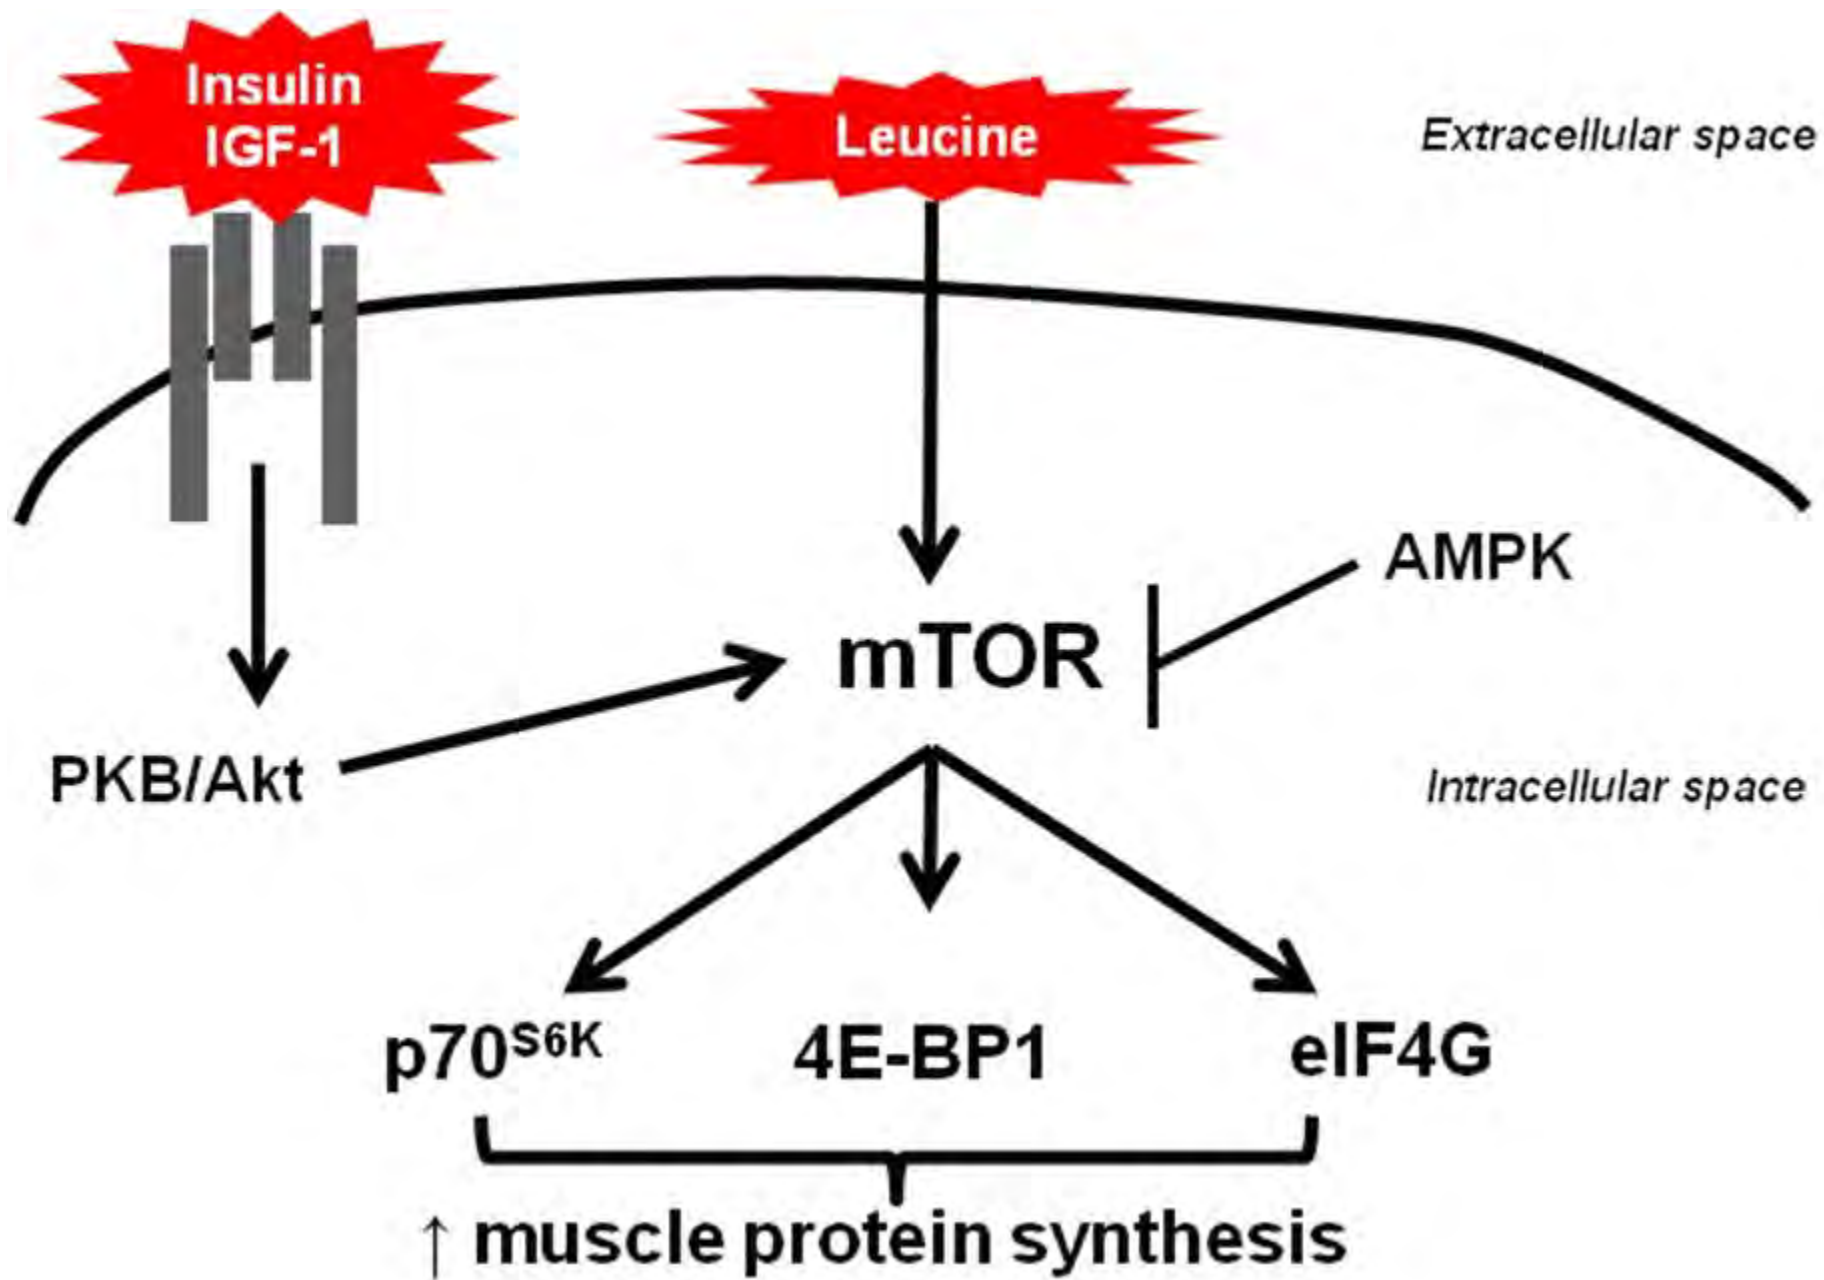 Insulin
IGF-1
Leucine
Extracellular space
AMPK
mTOR
PKB/Akt
Intracellular space
p70S6K
4E-BP1
eIF4G
↑ muscle protein synthesis